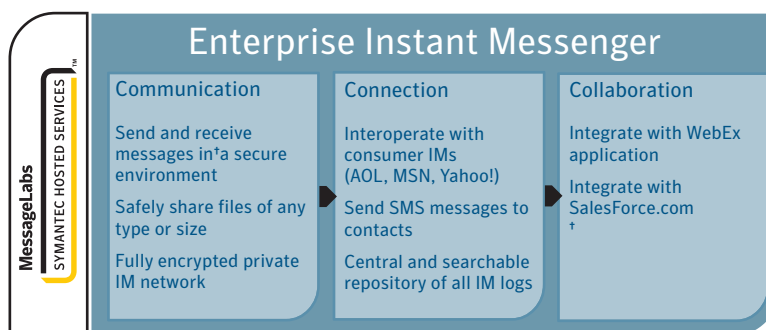 MessageLabs
SYMANTEC HOSTED SERVICES ™
Enterprise Instant Messenger
Communication
Send and receive
messages in†a secure
environment
Safely share files of any
type or size
Fully encrypted private
IM network
Connection
Interoperate with
consumer IMs
(AOL, MSN, Yahoo!)
Send SMS messages to
contacts
Central and searchable
repository of all IM logs
Collaboration
Integrate with WebEx
application
Integrate with
SalesForce.com
†